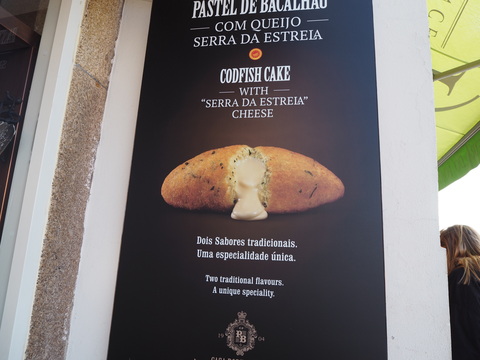 PASTEL DE BACALHAU
COM QUEIJO
SERRA DA ESTREIA
CODFISH CAKE
WITH
"SERRA DA ESTREIA"
CHEESE
Dois Sabores tradicionais.
Uma especialidade única.
Two traditional flavours.
A unique speciality.
19 04